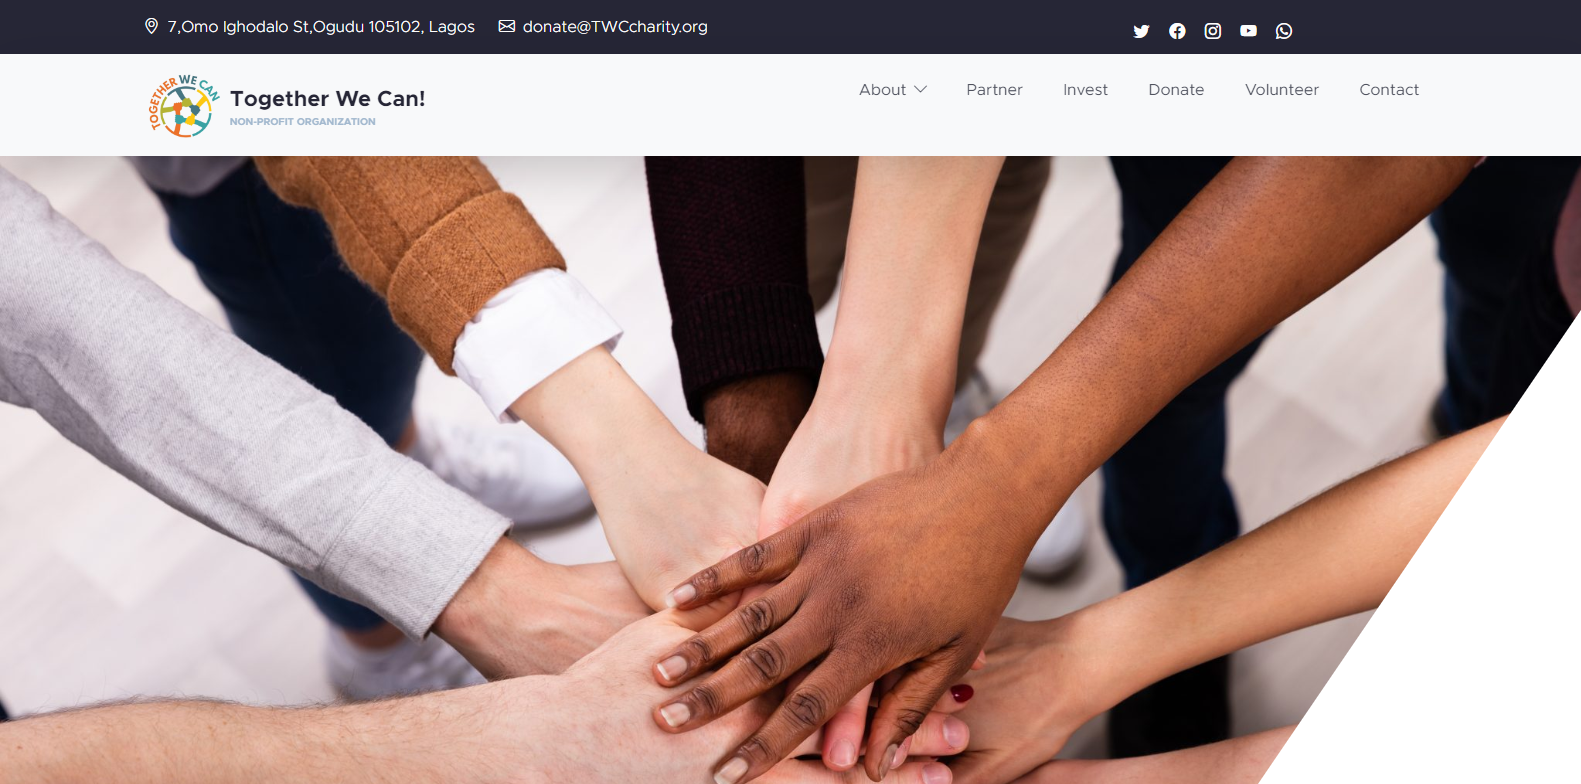 7,Omo Ighodalo St,Ogudu 105102, Lagos
donate@TWCcharity.org
TOGETHER WE CAN
Together We Can!
NON-PROFIT ORGANIZATION
About
Partner
Invest
Donate
Volunteer
Contact